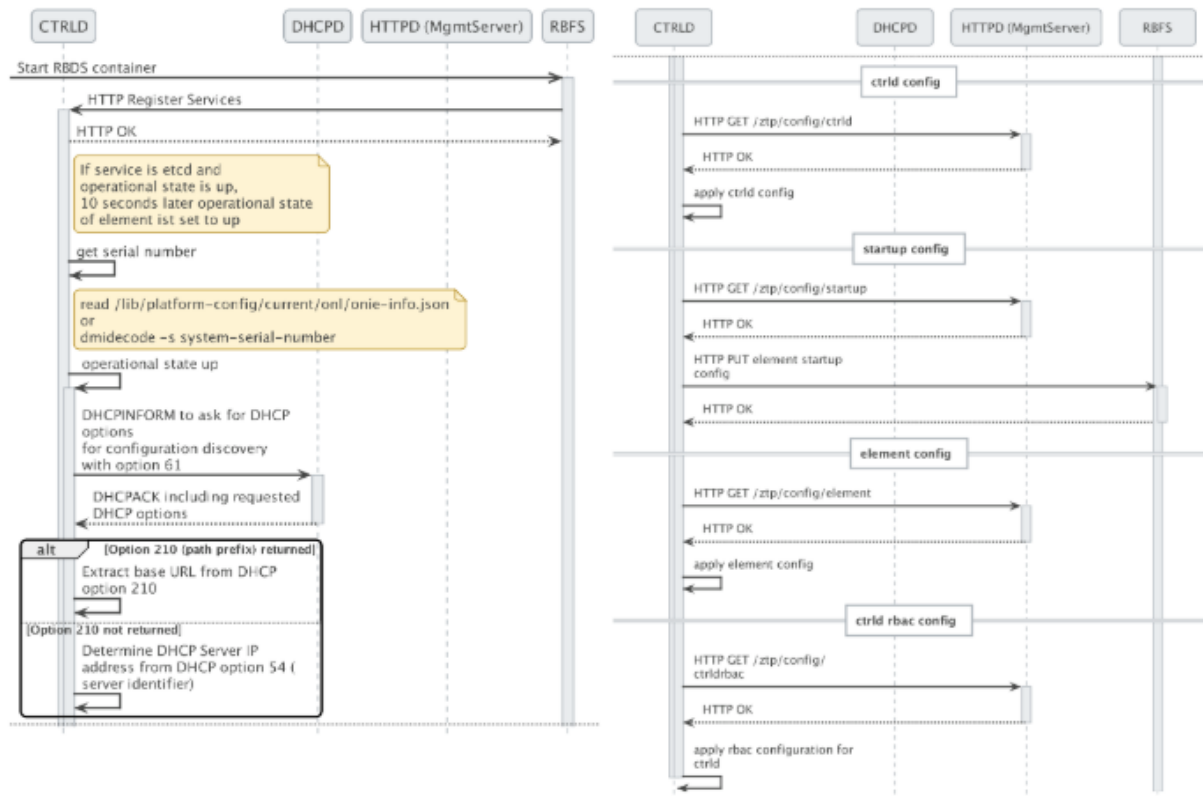 CTRLD
DHCPD
HTTPD (MgmtServer)
RBFS
Start RBDS container
HTTP Register Services
HTTP OK
If service is etcd and
operational state is up,
10 seconds later operational state
of element ist set to up
get serial number
read /lib/platform-config/current/onl/onie-info.json
or
dmidecode -s system-serial-number
operational state up
DHCPINFORM to ask for DHCP
options
for configuration discovery
with option 61
DHCPACK including requested
DHCP options
alt
[Option 210 (path prefix) returned]
Extract base URL from DHCP
option 210
[Option 210 not returned]
Determine DHCP Server IP
address from DHCP option 54 (
server identifier)
CTRLD
DHCPD
HTTPD (MgmtServer)
RBFS
ctrld config
HTTP GET /ztp/config/ctrld
HTTP OK
apply ctrld config
startup config
HTTP GET /ztp/config/startup
HTTP OK
HTTP PUT element startup
config
HTTP OK
element config
HTTP GET /ztp/config/element
HTTP OK
apply element config
ctrld rbac config
HTTP GET /ztp/config/
ctrldrbac
HTTP OK
apply rbac configuration for
ctrld